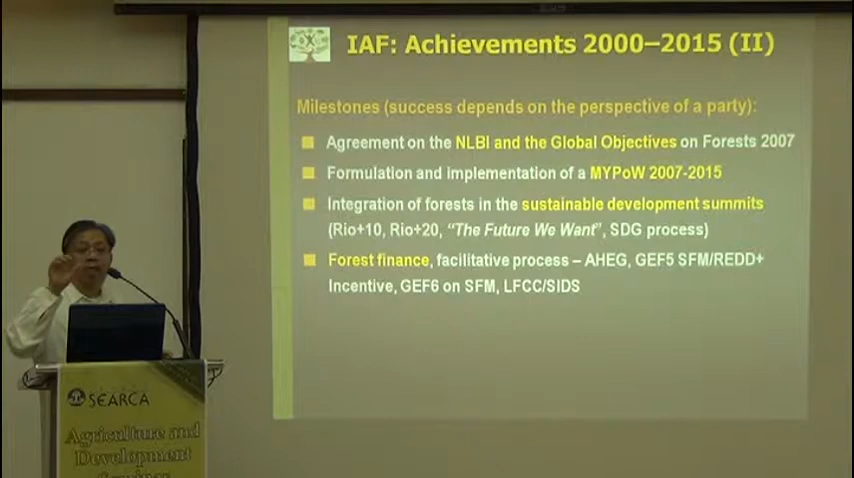 IAF: Achievements 2000–2015 (II)
Milestones (success depends on the perspective of a party):
Agreement on the NLBI and the Global Objectives on Forests 2007
Formulation and implementation of a MYPoW 2007-2015
Integration of forests in the sustainable development summits
(Rio+10, Rio+20, “The Future We Want”, SDG process)
Forest finance, facilitative process – AHEG, GEF5 SFM/REDD+
Incentive, GEF6 on SFM, LFCC/SIDS
SEARCA
Agriculture and
Development